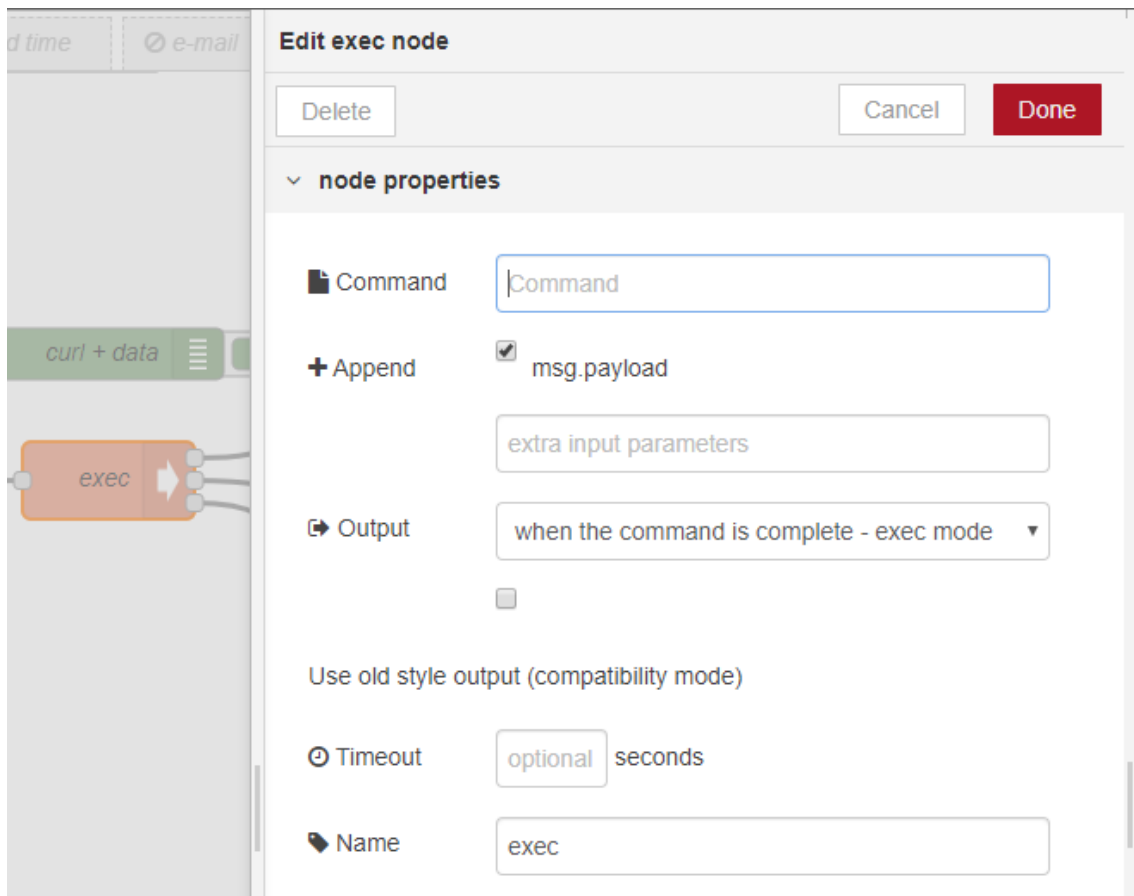 d time
e-mail
Edit exec node
Delete
Cancel
Done
node properties
Command
Command
Append
msg.payload
extra input parameters
curl + data
exec
Output
when the command is complete - exec mode
Use old style output (compatibility mode)
Timeout
optional
seconds
Name
exec